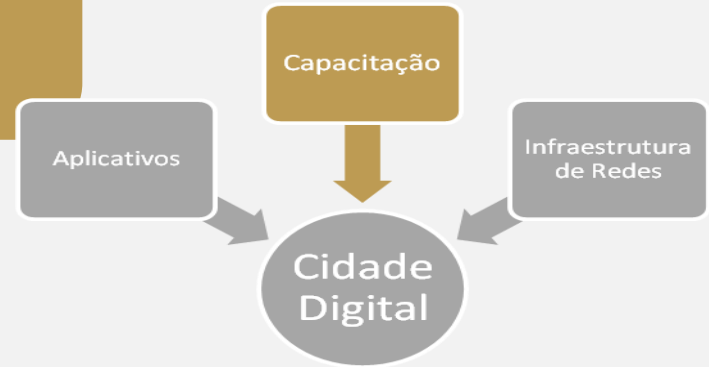 Capacitação
Aplicativos
Infraestrutura
de Redes
Cidade
Digital